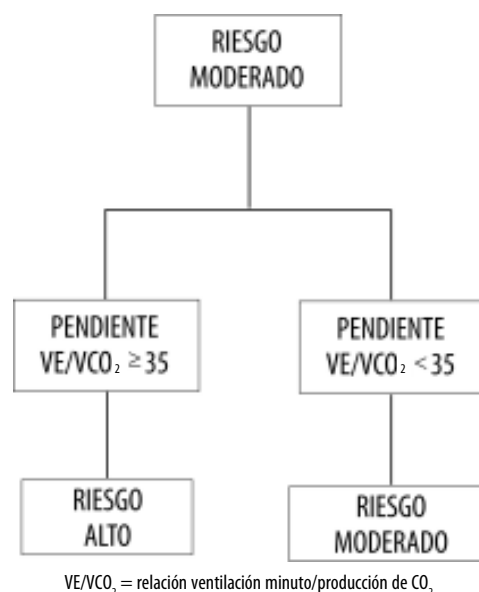 RIESGO
MODERADO
PENDIENTE
VE/VCO₂ ≥ 35
PENDIENTE
VE/VCO₂ < 35
RIESGO
ALTO
RIESGO
MODERADO
VE/VCO₂ = relación ventilación minuto/producción de CO₂